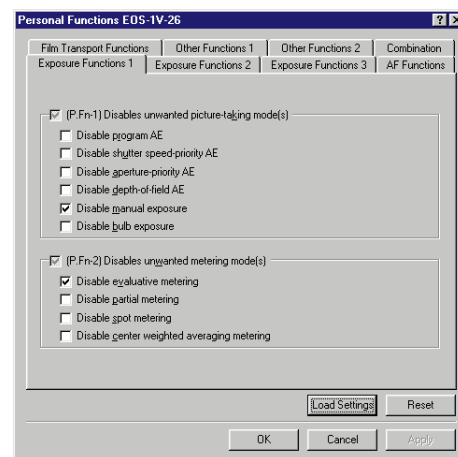 Personal Functions EOS-1V-26
Film Transport Functions Other Functions 1 Other Functions 2 Combination
Exposure Functions 1 Exposure Functions 2 Exposure Functions 3 AF Functions
(P.Fn-1) Disables unwanted picture-taking mode(s)
Disable program AE
Disable shutter speed-priority AE
Disable aperture-priority AE
Disable depth-of-field AE
Disable manual exposure
Disable bulb exposure
(P.Fn-2) Disables unwanted metering mode(s)
Disable evaluative metering
Disable partial metering
Disable spot metering
Disable center weighted averaging metering
Load Settings Reset
OK Cancel Apply